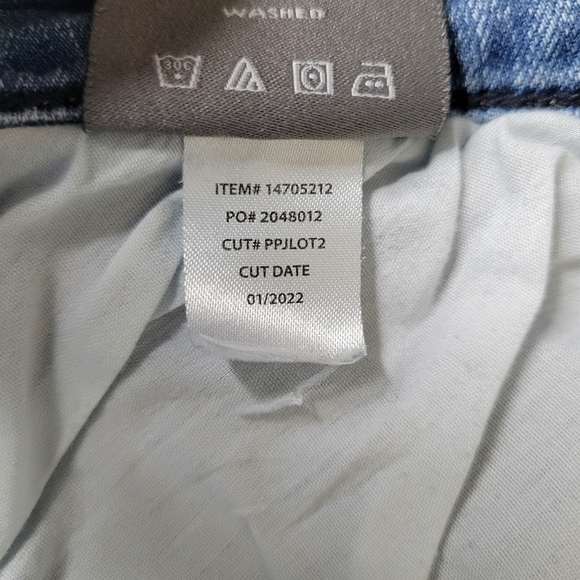 WASHED
ITEM# 14705212
PO# 2048012
CUT# PPJLOT2
CUT DATE
01/2022